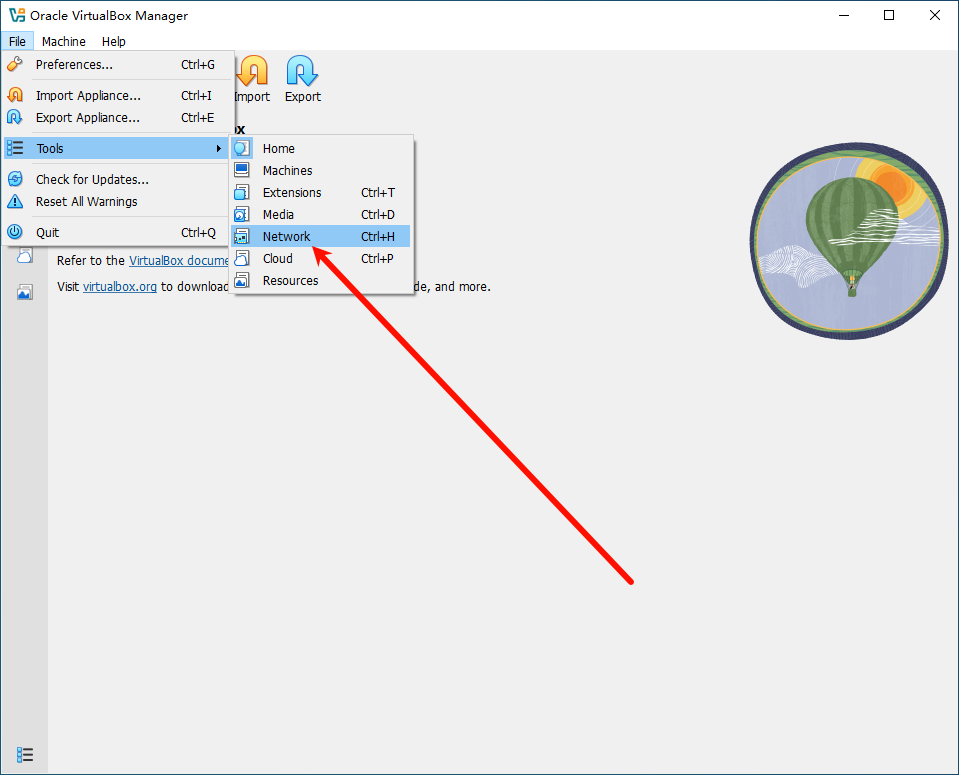 Oracle VirtualBox Manager
File Machine Help
Preferences... Ctrl+G
Import Appliance... Ctrl+I
Export Appliance... Ctrl+E
Tools
Check for Updates...
Reset All Warnings
Quit Ctrl+Q
Import Export
ox
Home
Machines
Extensions Ctrl+T
Media Ctrl+D
Network Ctrl+H
Cloud Ctrl+P
Resources
Refer to the VirtualBox docume
Visit virtualbox.org to download de, and more.